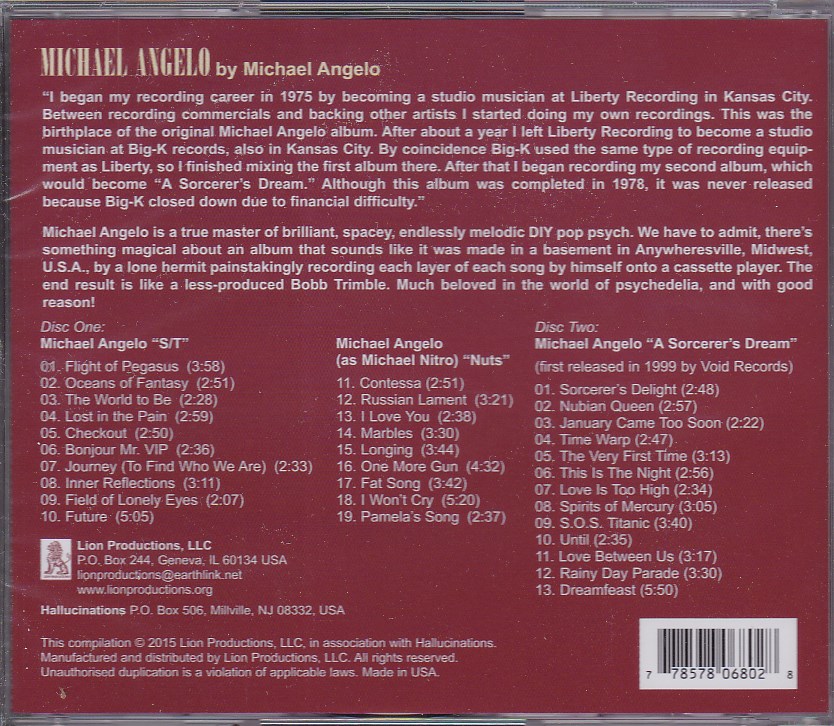 MICHAEL ANGELO by Michael Angelo
“I began my recording career in 1975 by becoming a studio musician at Liberty Recording in Kansas City.
Between recording commercials and backing other artists I started doing my own recordings. This was the
birthplace of the original Michael Angelo album. After about a year I left Liberty Recording to become a studio
musician at Big-K records, also in Kansas City. By coincidence Big-K used the same type of recording equip-
ment as Liberty, so I finished mixing the first album there. After that I began recording my second album, which
would become “A Sorcerer’s Dream.” Although this album was completed in 1978, it was never released
because Big-K closed down due to financial difficulty.”
Michael Angelo is a true master of brilliant, spacey, endlessly melodic DIY pop psych. We have to admit, there’s
something magical about an album that sounds like it was made in a basement in Anywheresville, Midwest,
U.S.A., by a lone hermit painstakingly recording each layer of each song by himself onto a cassette player. The
end result is like a less-produced Bobb Trimble. Much beloved in the world of psychedelia, and with good
reason!
Disc One:
Michael Angelo “S/T”
01. Flight of Pegasus (3:58)
02. Oceans of Fantasy (2:51)
03. The World to Be (2:28)
04. Lost in the Pain (2:59)
05. Checkout (2:50)
06. Bonjour Mr. VIP (2:36)
07. Journey (To Find Who We Are) (2:33)
08. Inner Reflections (3:11)
09. Field of Lonely Eyes (2:07)
10. Future (5:05)
Michael Angelo
(as Michael Nitro) “Nuts”
11. Contessa (2:51)
12. Russian Lament (3:21)
13. I Love You (2:38)
14. Marbles (3:30)
15. Longing (3:44)
16. One More Gun (4:32)
17. Fat Song (3:42)
18. I Won’t Cry (5:20)
19. Pamela’s Song (2:37)
Disc Two:
Michael Angelo “A Sorcerer’s Dream”
(first released in 1999 by Void Records)
01. Sorcerer’s Delight (2:48)
02. Nubian Queen (2:57)
03. January Came Too Soon (2:22)
04. Time Warp (2:47)
05. The Very First Time (3:13)
06. This Is The Night (2:56)
07. Love Is Too High (2:34)
08. Spirits of Mercury (3:05)
09. S.O.S. Titanic (3:40)
10. Until (2:35)
11. Love Between Us (3:17)
12. Rainy Day Parade (3:30)
13. Dreamfeast (5:50)
Lion Productions, LLC
P.O. Box 244, Geneva, IL 60134 USA
lionproductions@earthlink.net
www.lionproductions.org
Hallucinations P.O. Box 506, Millville, NJ 08332, USA
This compilation © 2015 Lion Productions, LLC, in association with Hallucinations.
Manufactured and distributed by Lion Productions, LLC. All rights reserved.
Unauthorised duplication is a violation of applicable laws. Made in USA.
7 78578 06802 8